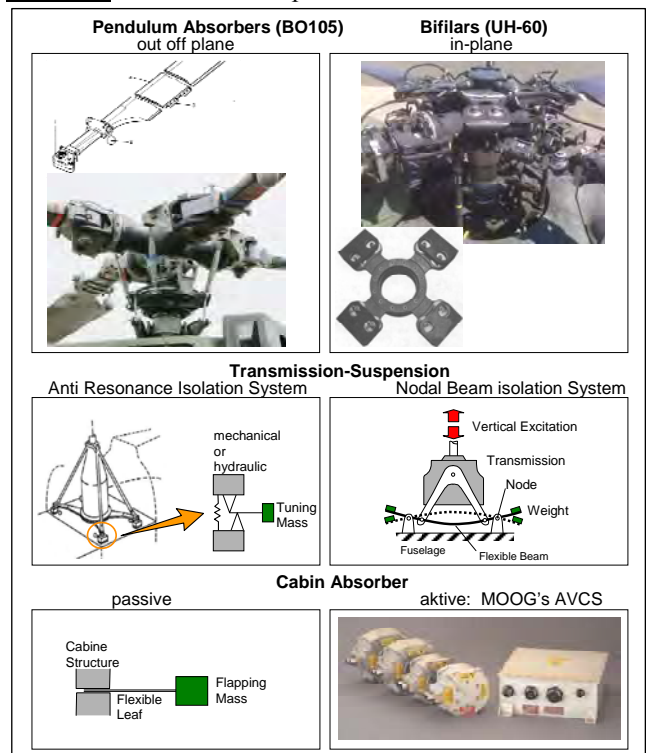 Pendulum Absorbers (BO105)
out off plane
Bifilars (UH-60)
in-plane
Transmission-Suspension
Anti Resonance Isolation System
mechanical
or
hydraulic
Tuning
Mass
Nodal Beam isolation System
Vertical Excitation
Transmission
Node
Weight
Fuselage
Flexible Beam
Cabin Absorber
passive
Cabine
Structure
Flexible
Leaf
Flapping
Mass
aktive: MOOG's AVCS